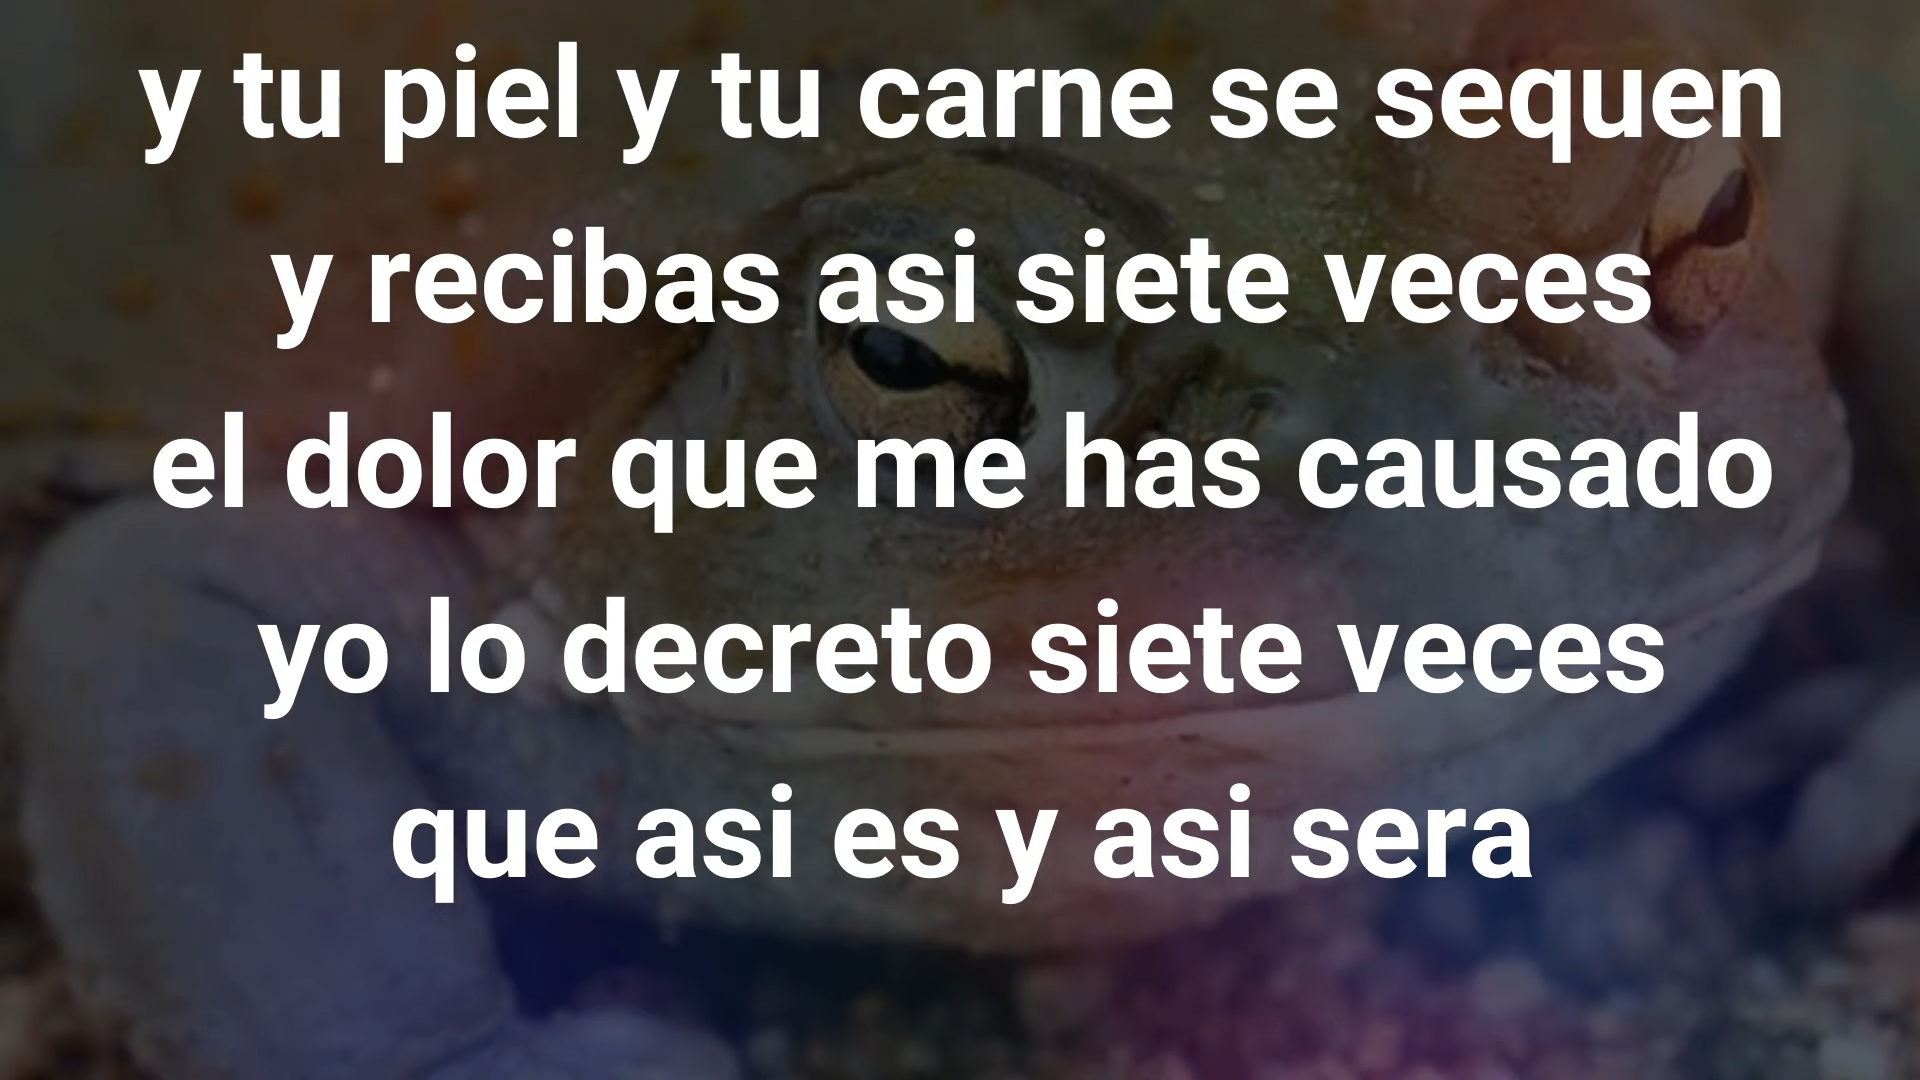 y tu piel y tu carne se sequen
y recibas asi siete veces
el dolor que me has causado
yo lo decreto siete veces
que asi es y asi sera